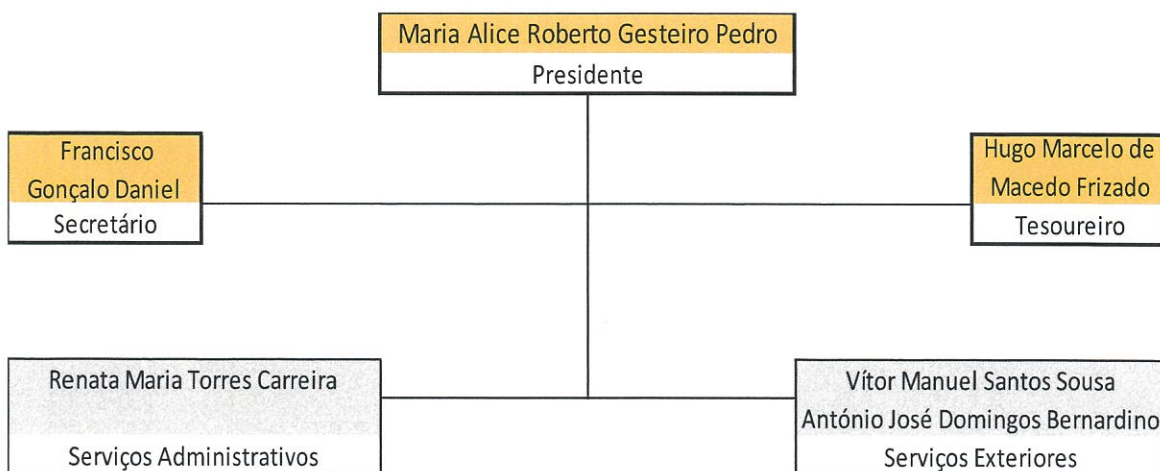 Maria Alice Roberto Gesteiro Pedro
Presidente
Francisco
Gonçalo Daniel
Secretário
Hugo Marcelo de
Macedo Frizado
Tesoureiro
Renata Maria Torres Carreira
Serviços Administrativos
Vítor Manuel Santos Sousa
António José Domingos Bernardino
Serviços Exteriores